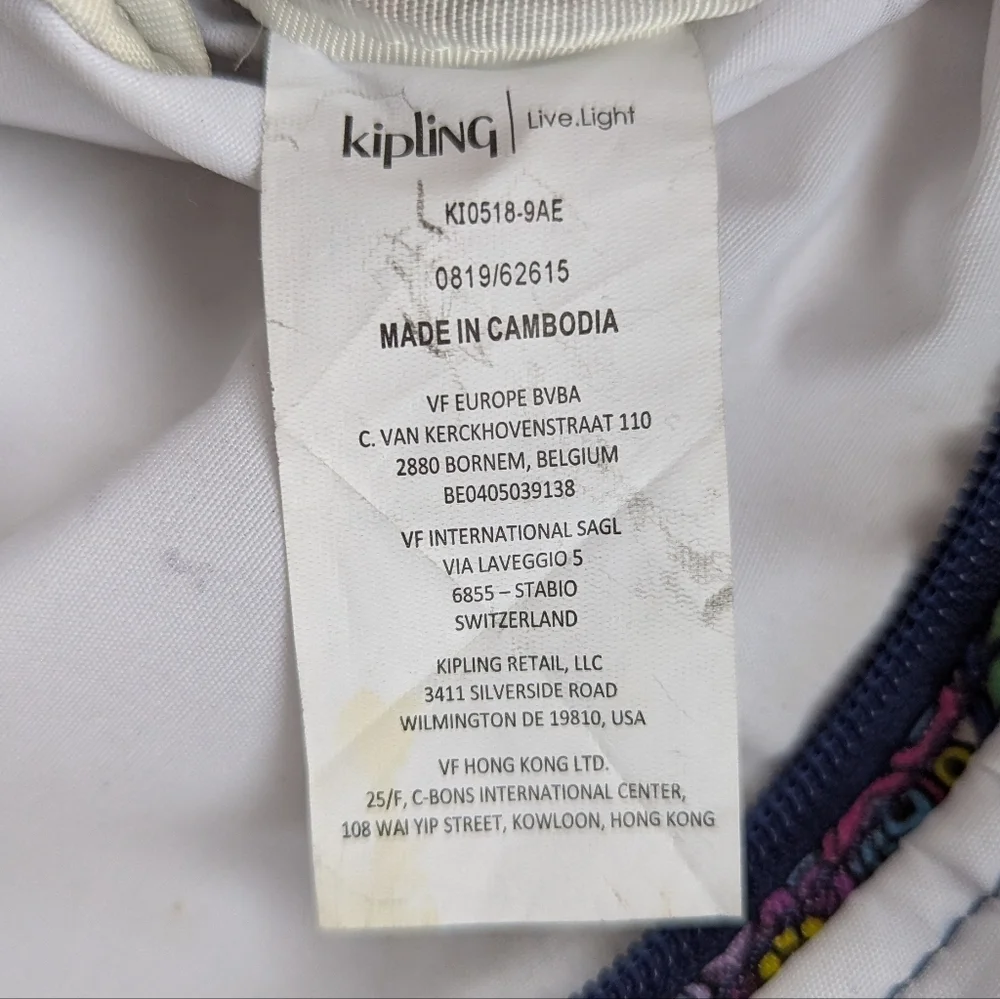 kipling | Live.Light
KI0518-9AE
0819/62615
MADE IN CAMBODIA
VF EUROPE BVBA
C. VAN KERCKHOVENSTRAAT 110
2880 BORNEM, BELGIUM
BE0405039138
VF INTERNATIONAL SAGL
VIA LAVEGGIO 5
6855 – STABIO
SWITZERLAND
KIPLING RETAIL, LLC
3411 SILVERSIDE ROAD
WILMINGTON DE 19810, USA
VF HONG KONG LTD.
25/F, C-BONS INTERNATIONAL CENTER,
108 WAI YIP STREET, KOWLOON, HONG KONG